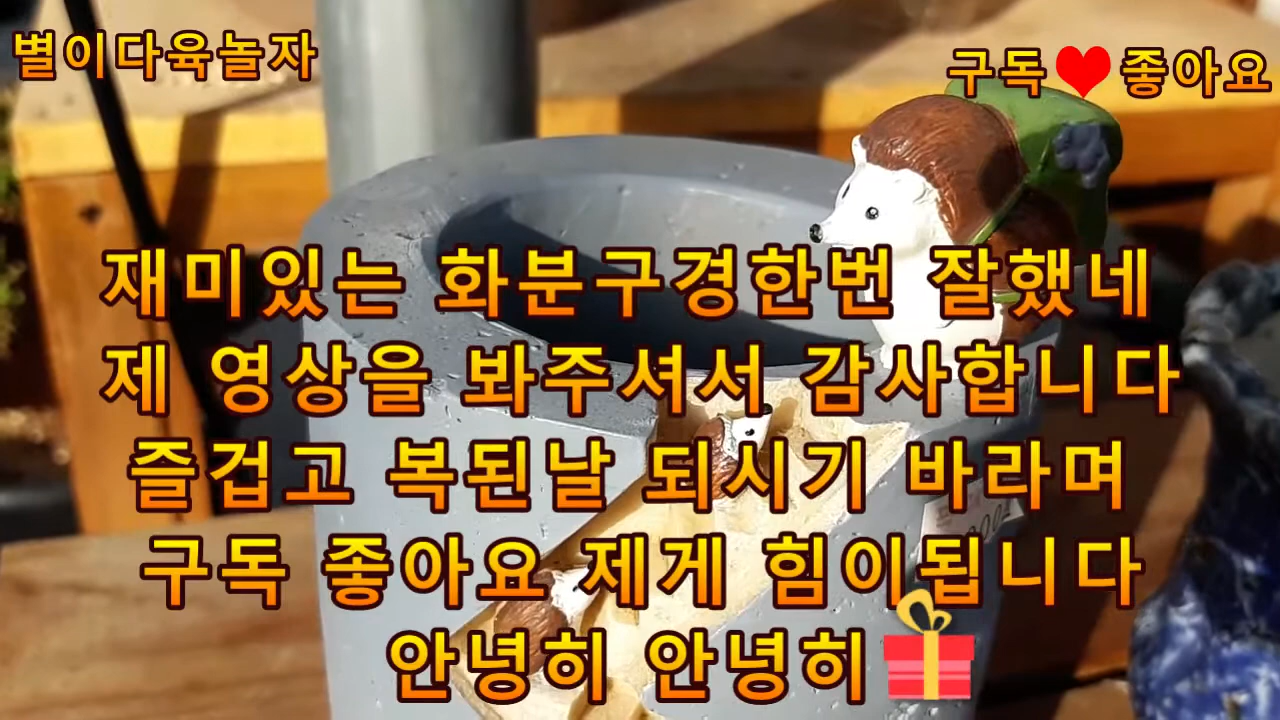 별이다육놀자
구독❤좋아요
재미있는 화분구경한번 잘했네
제 영상을 봐주셔서 감사합니다
즐겁고 복된날 되시기 바라며
구독 좋아요 제게 힘이됩니다
안녕히 안녕히